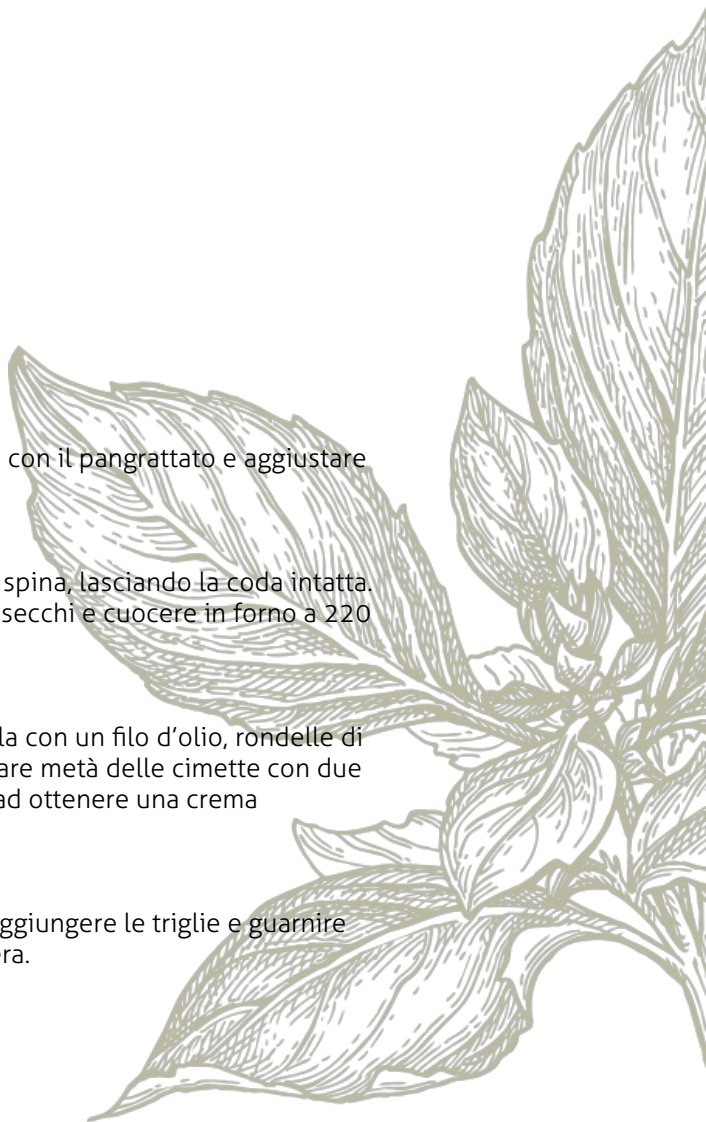 con il pangrattato e aggiustare
spina, lasciando la coda intatta.
secchi e cuocere in forno a 220
la con un filo d'olio, rondelle di
are metà delle cimette con due
ad ottenere una crema
ggiungere le triglie e guarnire
era.